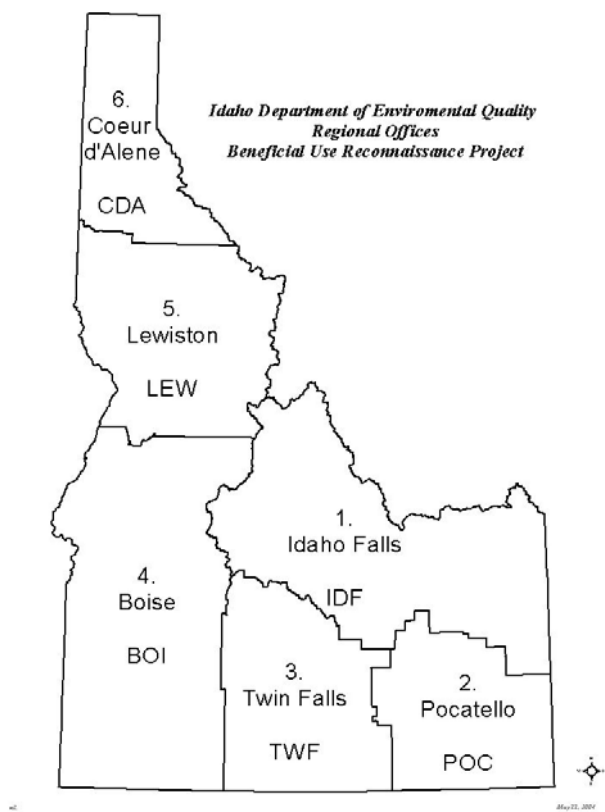 Idaho Department of Enviromental Quality
Regional Offices
Beneficial Use Reconnaissance Project
6.
Coeur
d'Alene
CDA
5.
Lewiston
LEW
1.
Idaho Falls
IDF
4.
Boise
BOI
3.
Twin Falls
TWF
2.
Pocatello
POC